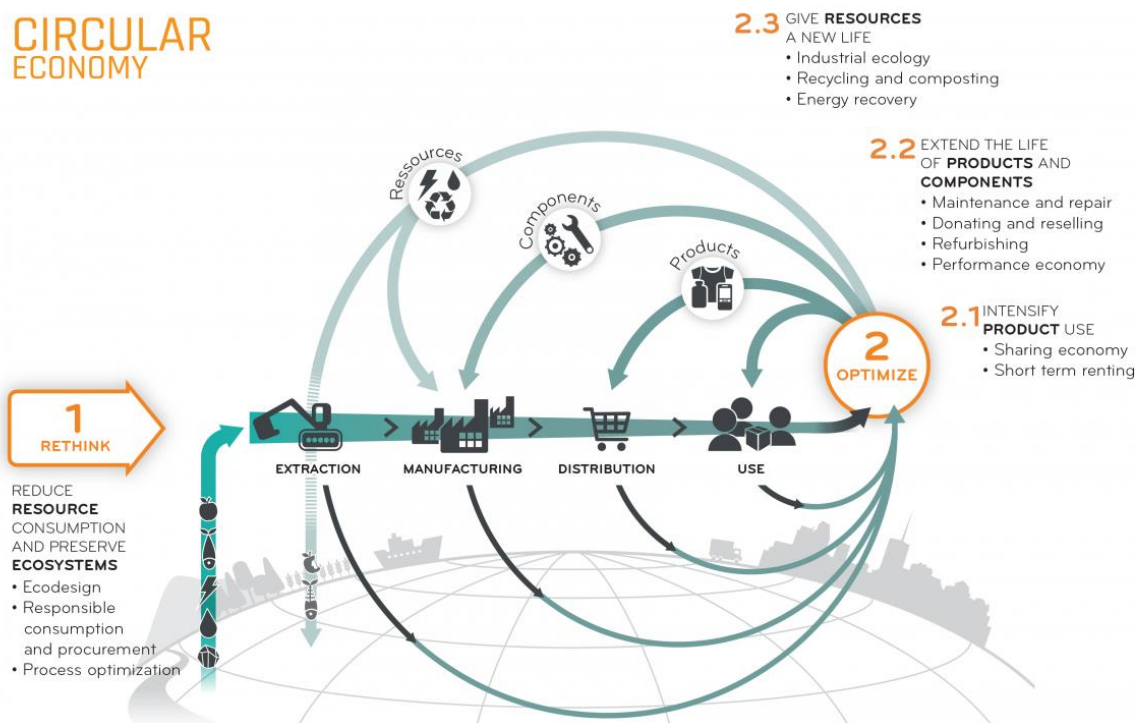 CIRCULAR
ECONOMY
2.3 GIVE RESOURCES
A NEW LIFE
• Industrial ecology
• Recycling and composting
• Energy recovery
2.2 EXTEND THE LIFE
OF PRODUCTS AND
COMPONENTS
• Maintenance and repair
• Donating and reselling
• Refurbishing
• Performance economy
2.1 INTENSIFY
PRODUCT USE
• Sharing economy
• Short term renting
Ressources
Components
Products
2
OPTIMIZE
1
RETHINK
EXTRACTION
MANUFACTURING
DISTRIBUTION
USE
REDUCE
RESOURCE
CONSUMPTION
AND PRESERVE
ECOSYSTEMS
• Ecodesign
• Responsible
consumption
and procurement
• Process optimization